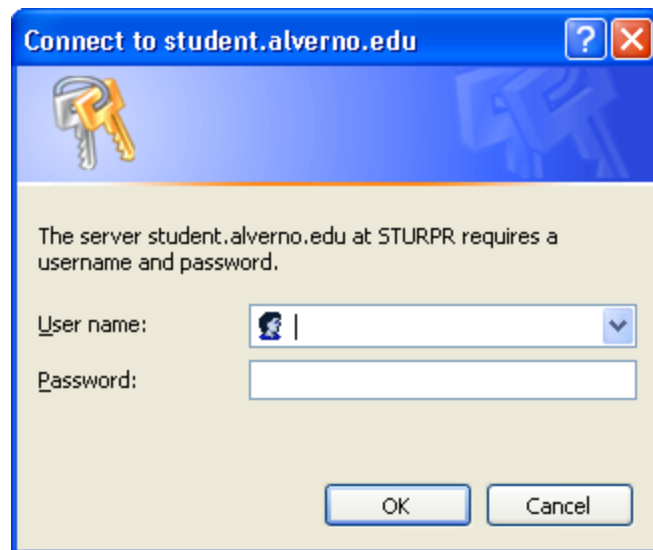 Connect to student.alverno.edu
The server student.alverno.edu at STURPR requires a
username and password.
User name:
Password:
OK Cancel